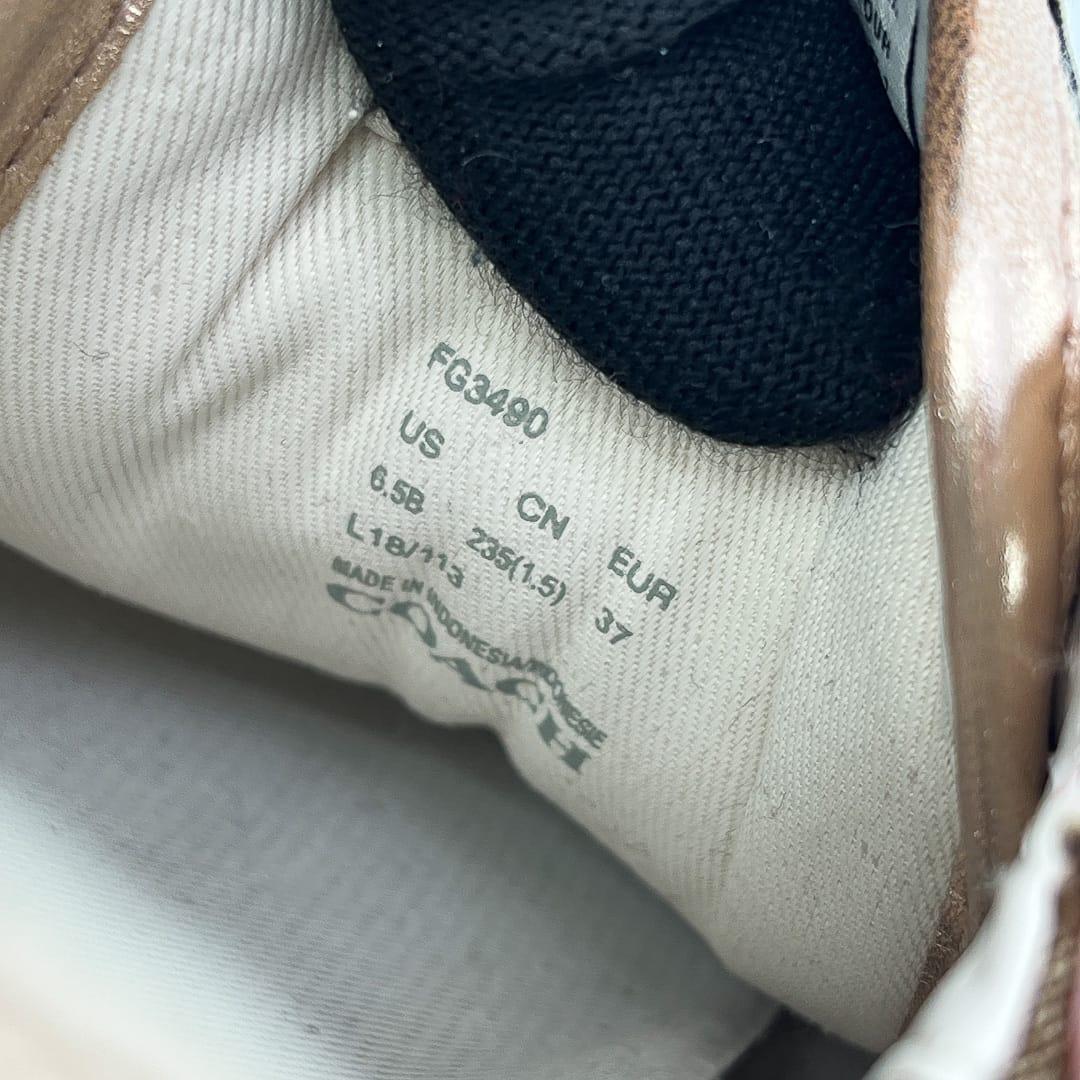 FG3490
US CN EUR
6.5B 235(1.5) 37
L18/113
MADE IN INDONESIA/INDONESIE
COACH